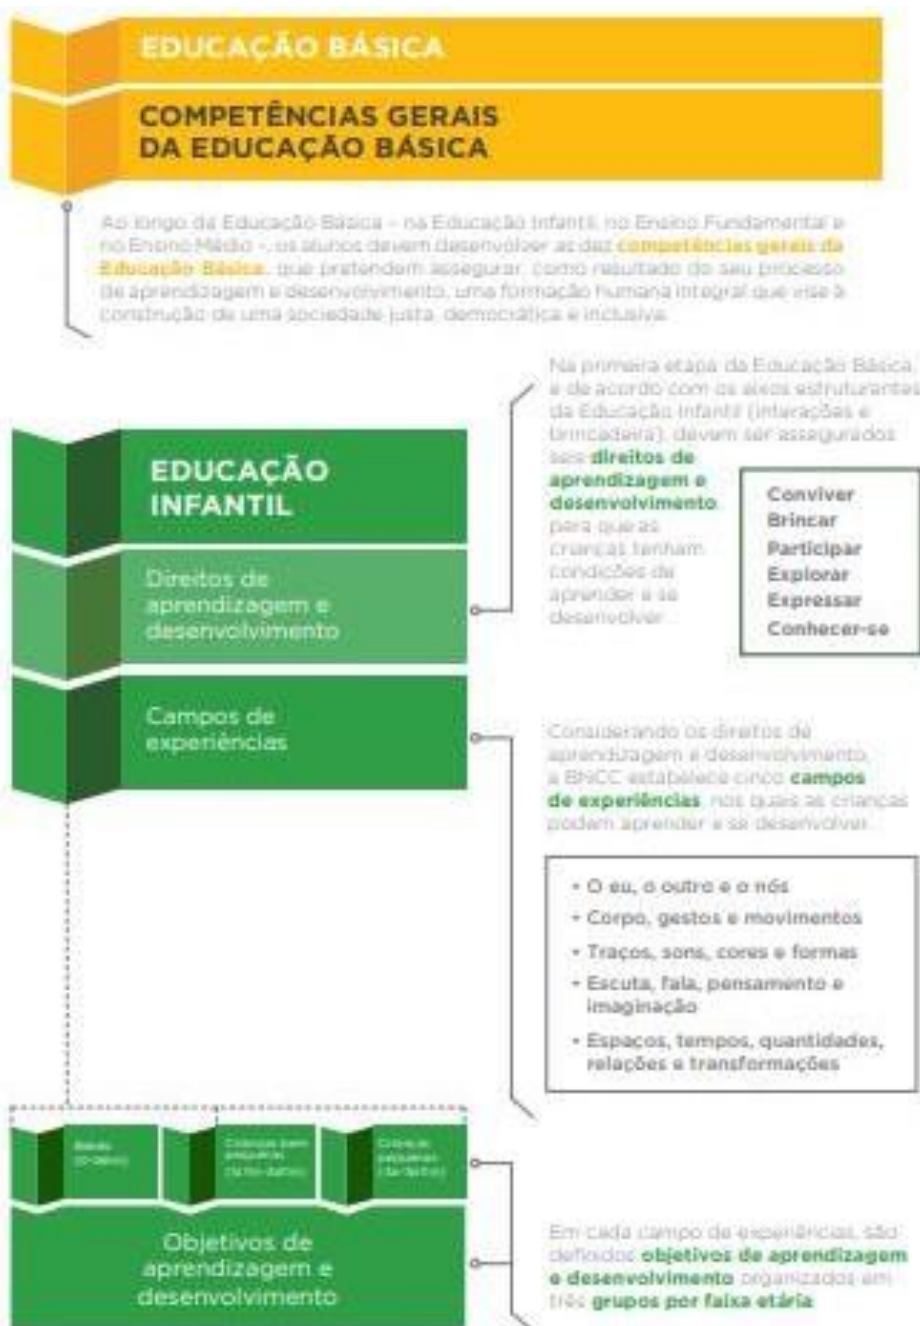 EDUCAÇÃO BÁSICA
COMPETÊNCIAS GERAIS
DA EDUCAÇÃO BÁSICA
Ao longo da Educação Básica – na Educação Infantil, no Ensino Fundamental e
no Ensino Médio –, os alunos devem desenvolver as dez competências gerais da
Educação Básica, que pretendem assegurar, como resultado do seu processo
de aprendizagem e desenvolvimento, uma formação humana integral que vise à
construção de uma sociedade justa, democrática e inclusiva.
EDUCAÇÃO
INFANTIL
Direitos de
aprendizagem e
desenvolvimento
Na primeira etapa da Educação Básica,
e de acordo com os eixos estruturantes
da Educação Infantil (interações e
brincadeira), devem ser assegurados
seis direitos de
aprendizagem e
desenvolvimento
para que as
crianças tenham
condições de
aprender e se
desenvolver
Conviver
Brincar
Participar
Explorar
Expressar
Conhecer-se
Campos de
experiências
Considerando os direitos de
aprendizagem e desenvolvimento,
a BNCC estabelece cinco campos
de experiências, nos quais as crianças
podem aprender e se desenvolver.
• O eu, o outro e o nós
• Corpo, gestos e movimentos
• Traços, sons, cores e formas
• Escuta, fala, pensamento e
imaginação
• Espaços, tempos, quantidades,
relações e transformações
Crianças bem
pequenas
Crianças
pequenas
Objetivos de
aprendizagem e
desenvolvimento
Em cada campo de experiências, são
definidos objetivos de aprendizagem
e desenvolvimento organizados em
três grupos por faixa etária